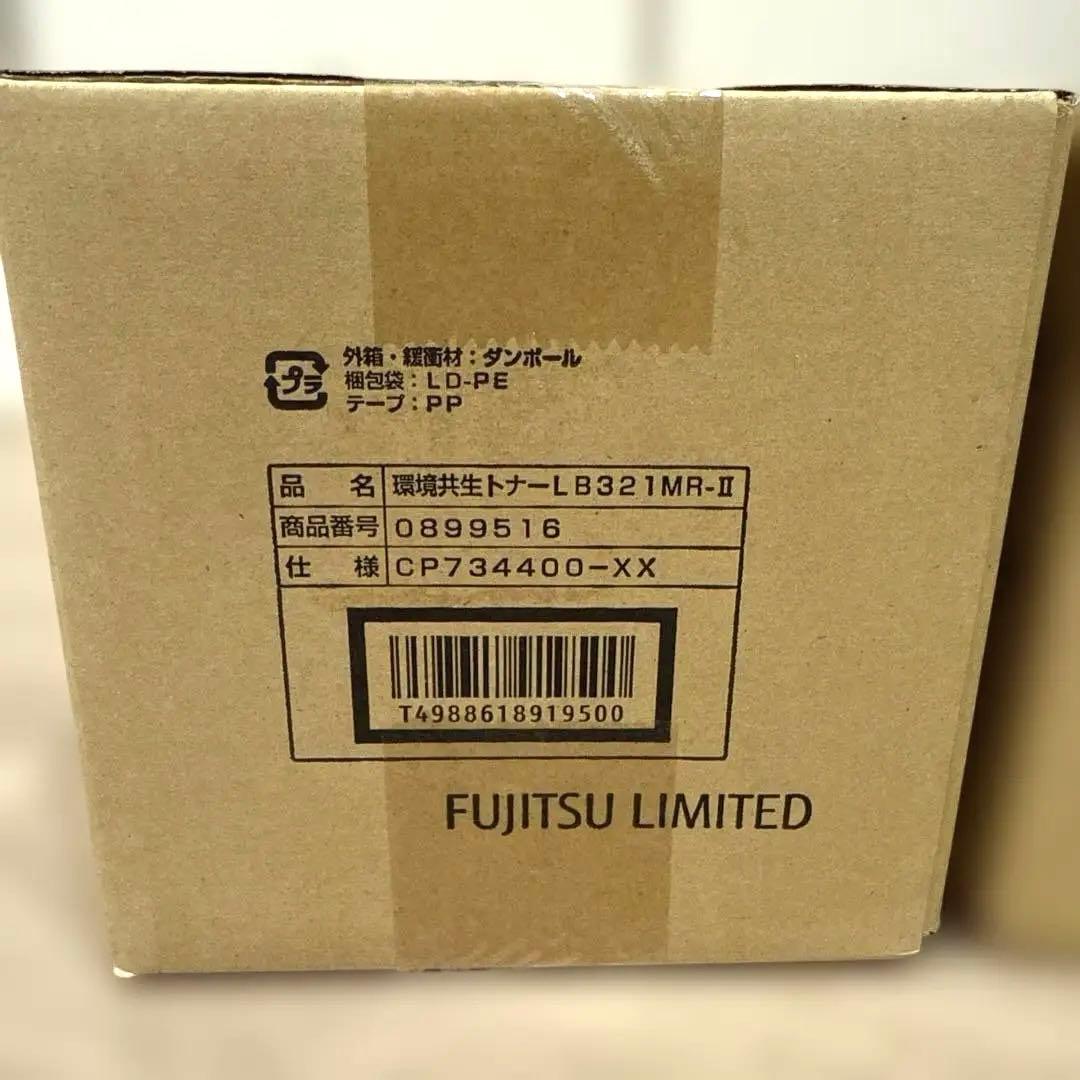 プラ
外箱・緩衝材:ダンボール
梱包袋:LD-PE
テープ:PP
品 名 環境共生トナーLB321MR-Ⅱ
商品番号 0899516
仕 様 CP734400-XX
T4988618919500
FUJITSU LIMITED